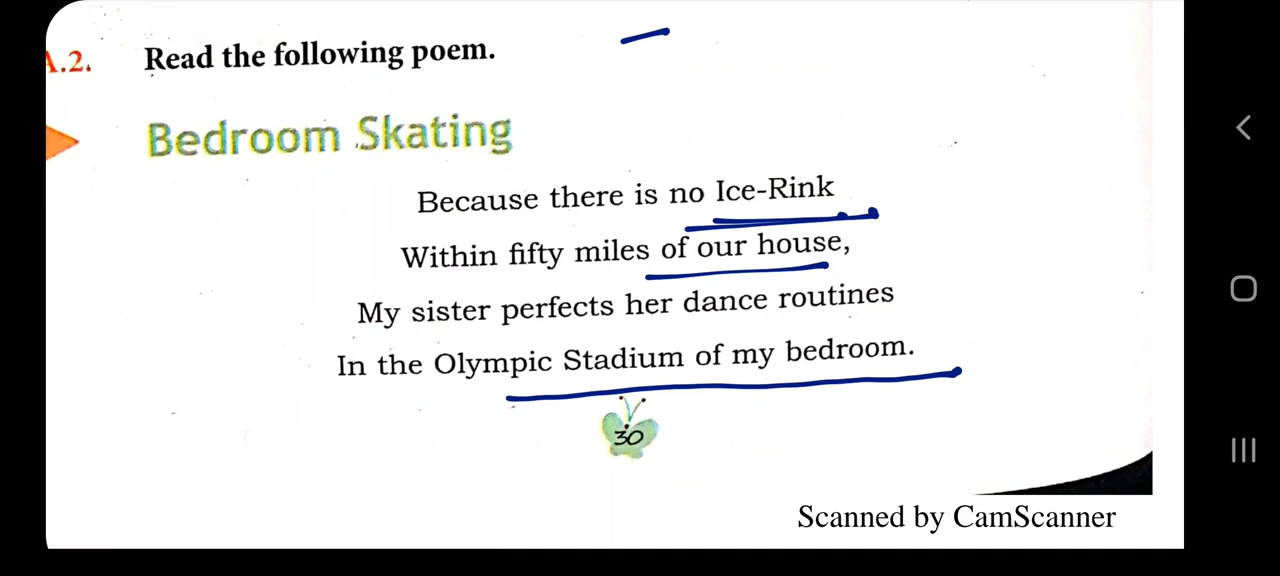 A.2. Read the following poem.
Bedroom Skating
Because there is no Ice-Rink
Within fifty miles of our house,
My sister perfects her dance routines
In the Olympic Stadium of my bedroom.
30
Scanned by CamScanner